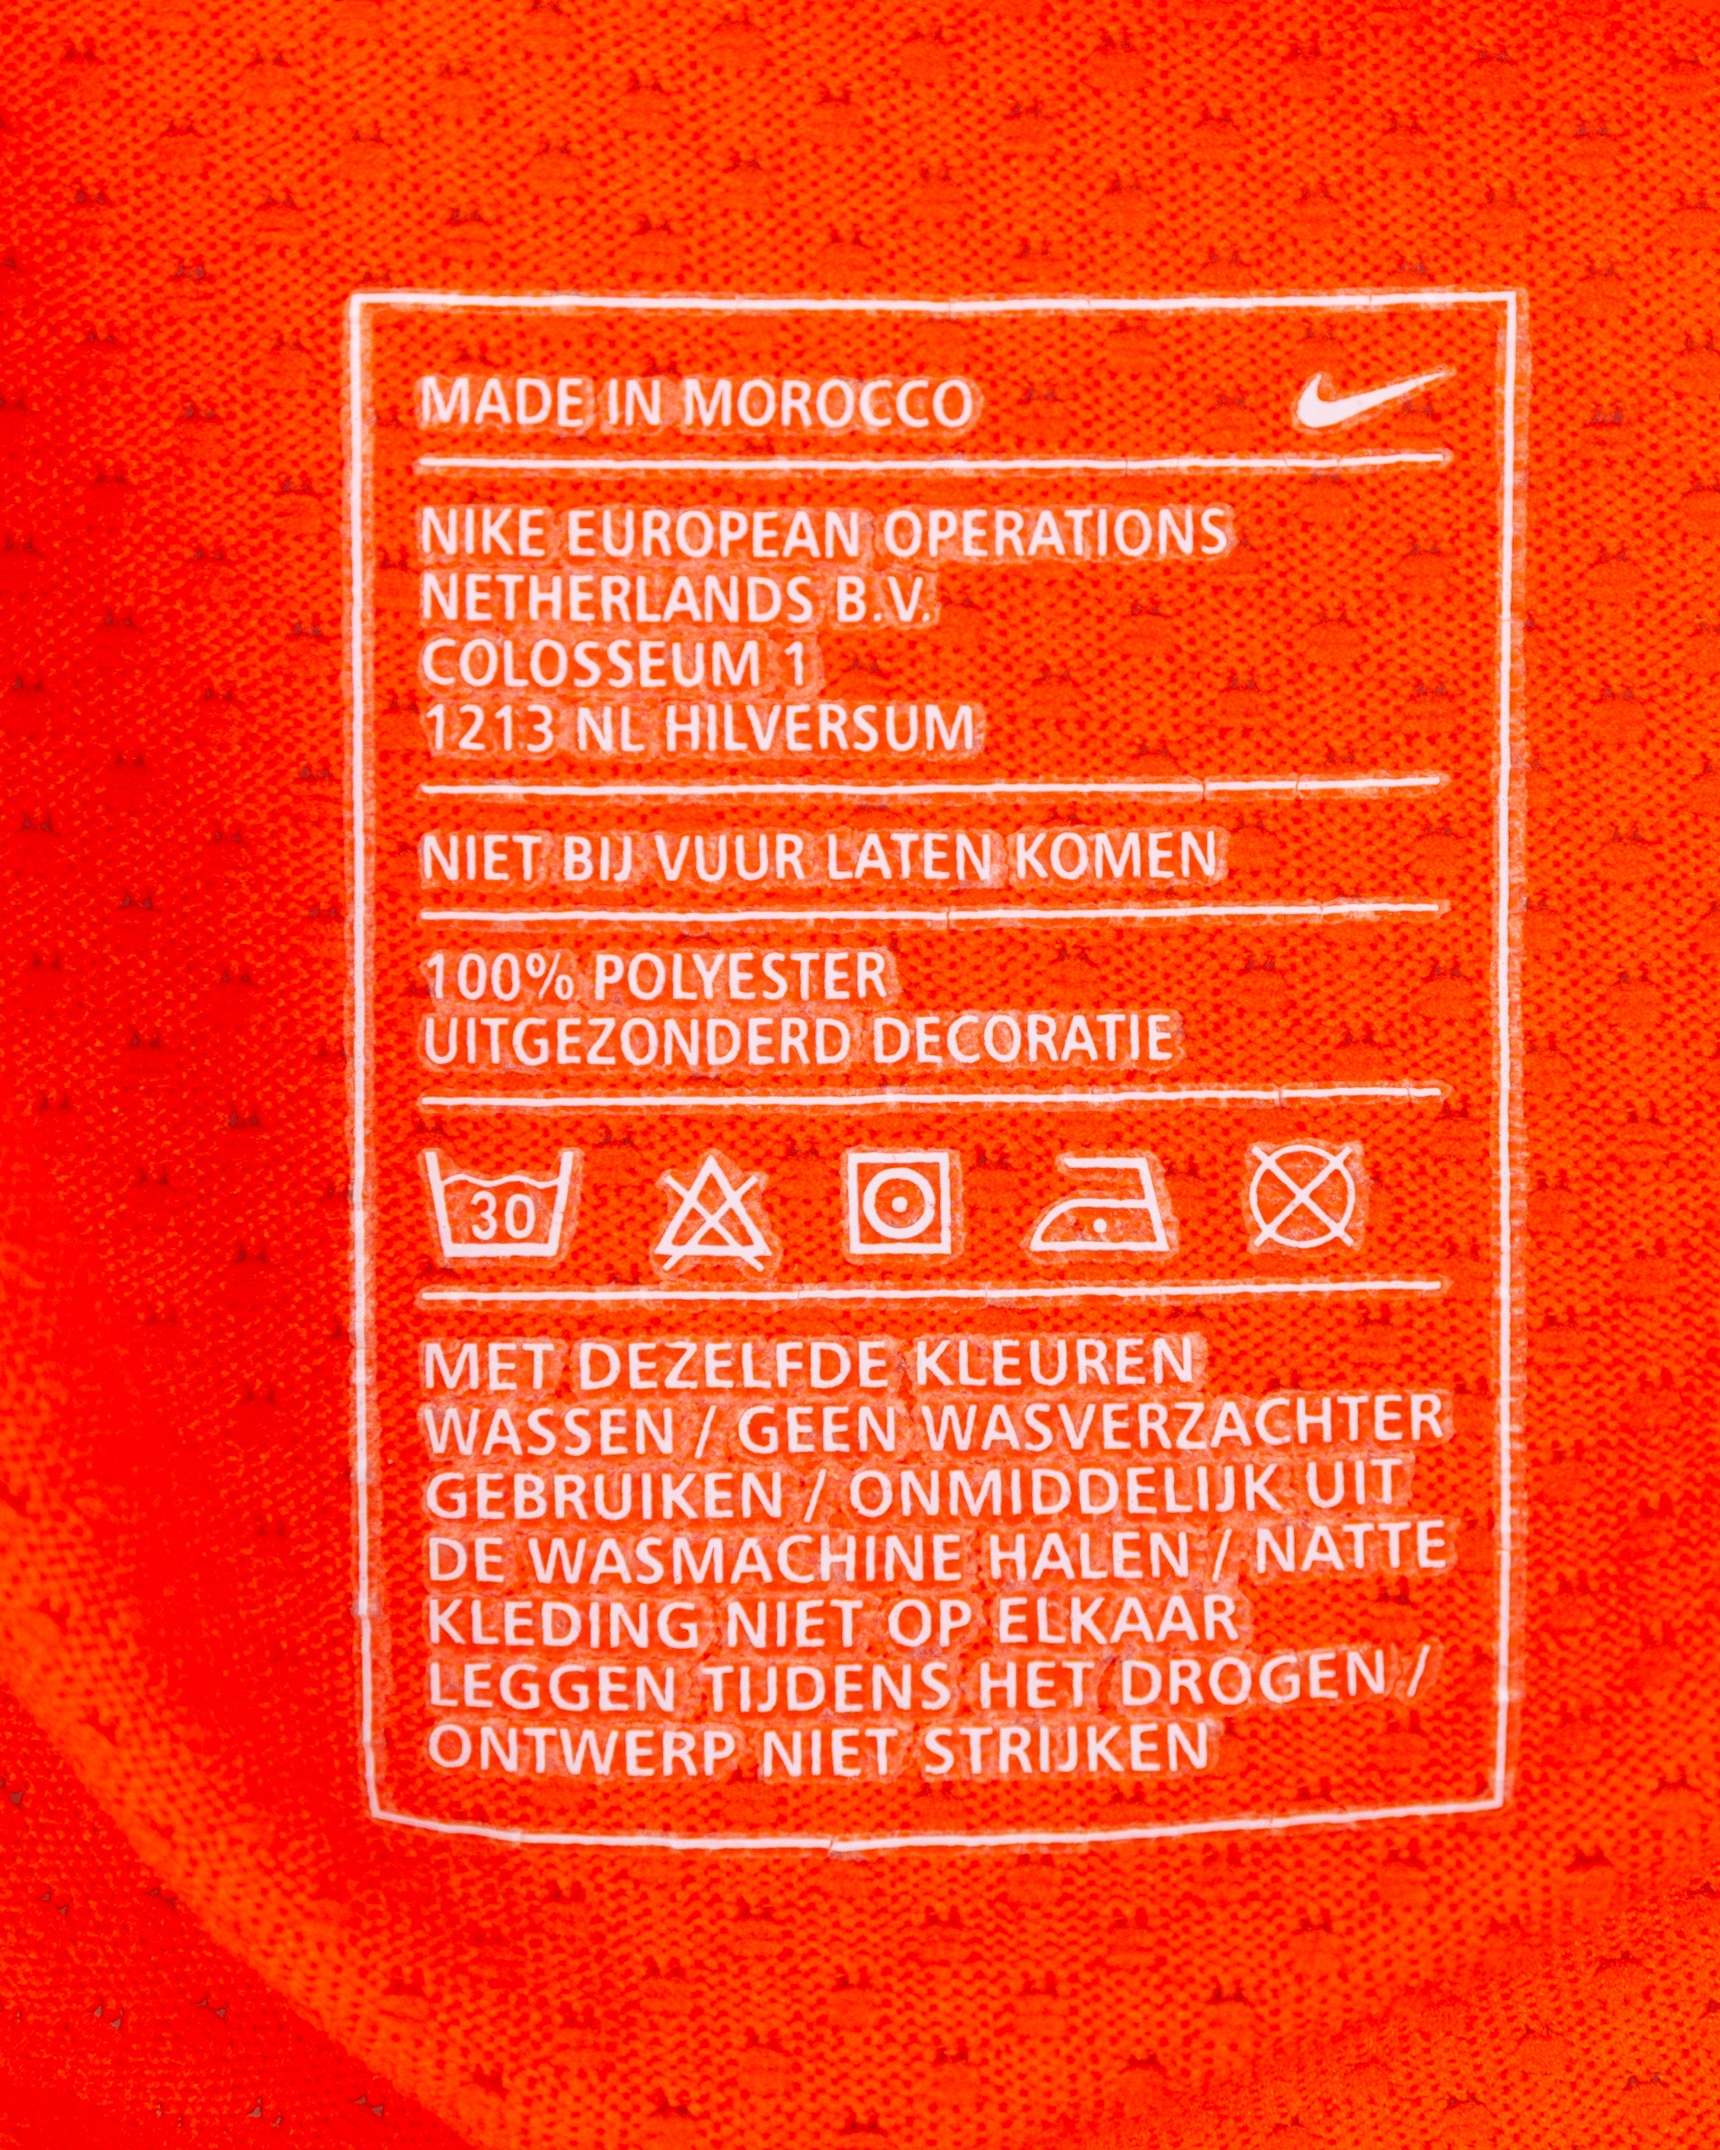 MADE IN MOROCCO
NIKE EUROPEAN OPERATIONS
NETHERLANDS B.V.
COLOSSEUM 1
1213 NL HILVERSUM
NIET BIJ VUUR LATEN KOMEN
100% POLYESTER
UITGEZONDERD DECORATIE
30
MET DEZELFDE KLEUREN
WASSEN / GEEN WASVERZACHTER
GEBRUIKEN / ONMIDDELIJK UIT
DE WASMACHINE HALEN / NATTE
KLEDING NIET OP ELKAAR
LEGGEN TIJDENS HET DROGEN /
ONTWERP NIET STRIJKEN